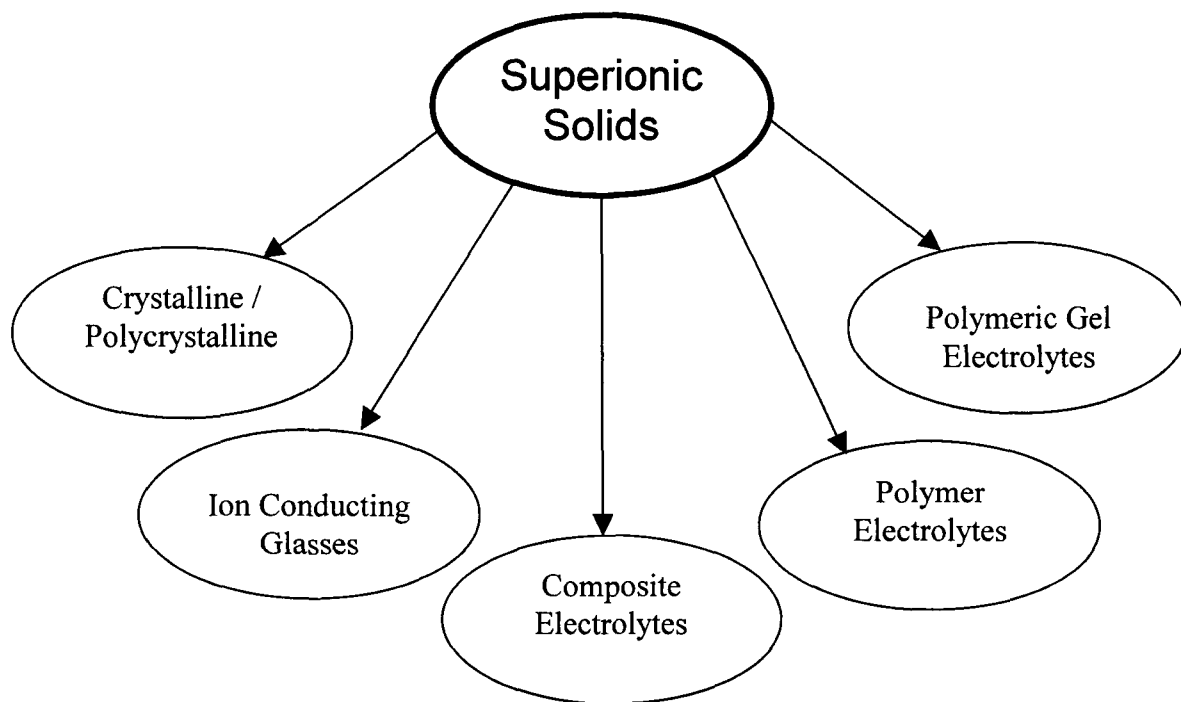 Superionic
Solids
Crystalline /
Polycrystalline
Ion Conducting
Glasses
Composite
Electrolytes
Polymer
Electrolytes
Polymeric Gel
Electrolytes